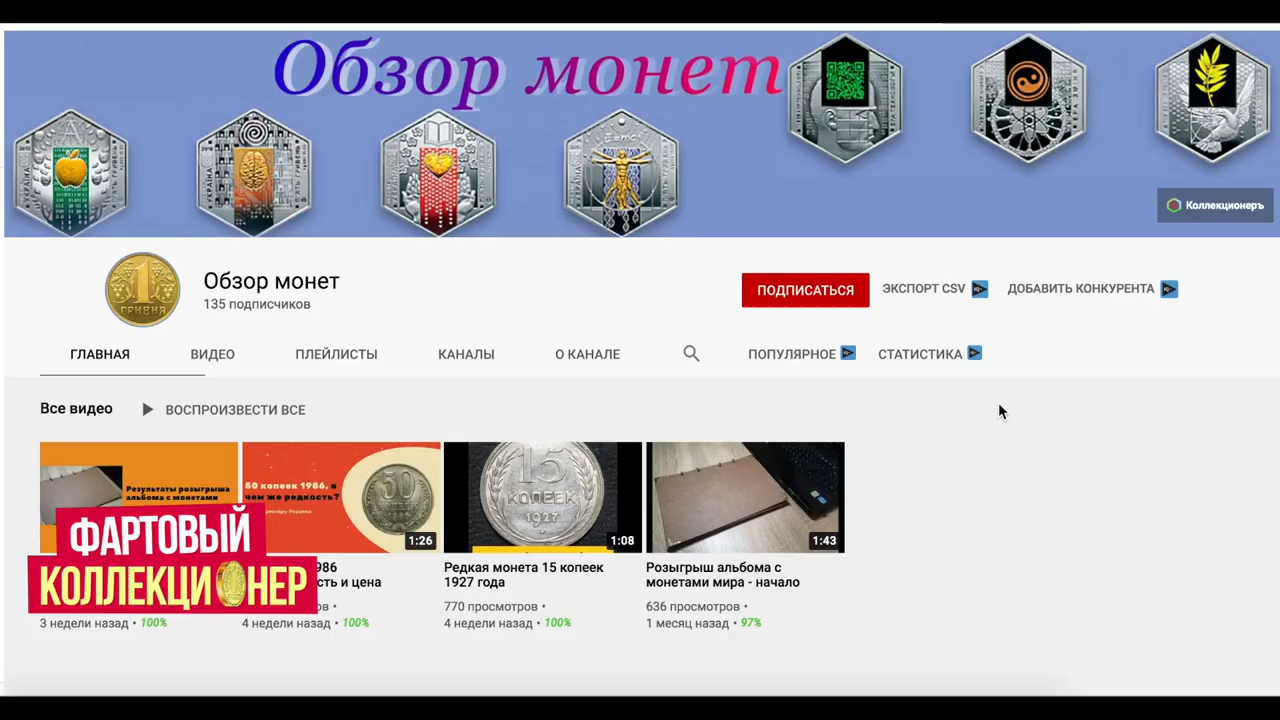 Обзор монет
Коллекционеръ
Обзор монет
135 подписчиков
ПОДПИСАТЬСЯ
ЭКСПОРТ CSV
ДОБАВИТЬ КОНКУРЕНТА
ГЛАВНАЯ
ВИДЕО
ПЛЕЙЛИСТЫ
КАНАЛЫ
О КАНАЛЕ
ПОПУЛЯРНОЕ
СТАТИСТИКА
Все видео
ВОСПРОИЗВЕСТИ ВСЕ
Результаты розыгрыша
альбома с монетами
50 копеек 1986, в
чем же редкость?
50
1:26
15
КОПЕЕК
1927
1:08
1:43
ФАРТОВЫЙ
КОЛЛЕКЦИОНЕР
Редкая монета 15 копеек
1927 года
Розыгрыш альбома с
монетами мира - начало
770 просмотров •
636 просмотров •
3 недели назад • 100%
4 недели назад • 100%
4 недели назад • 100%
1 месяц назад • 97%